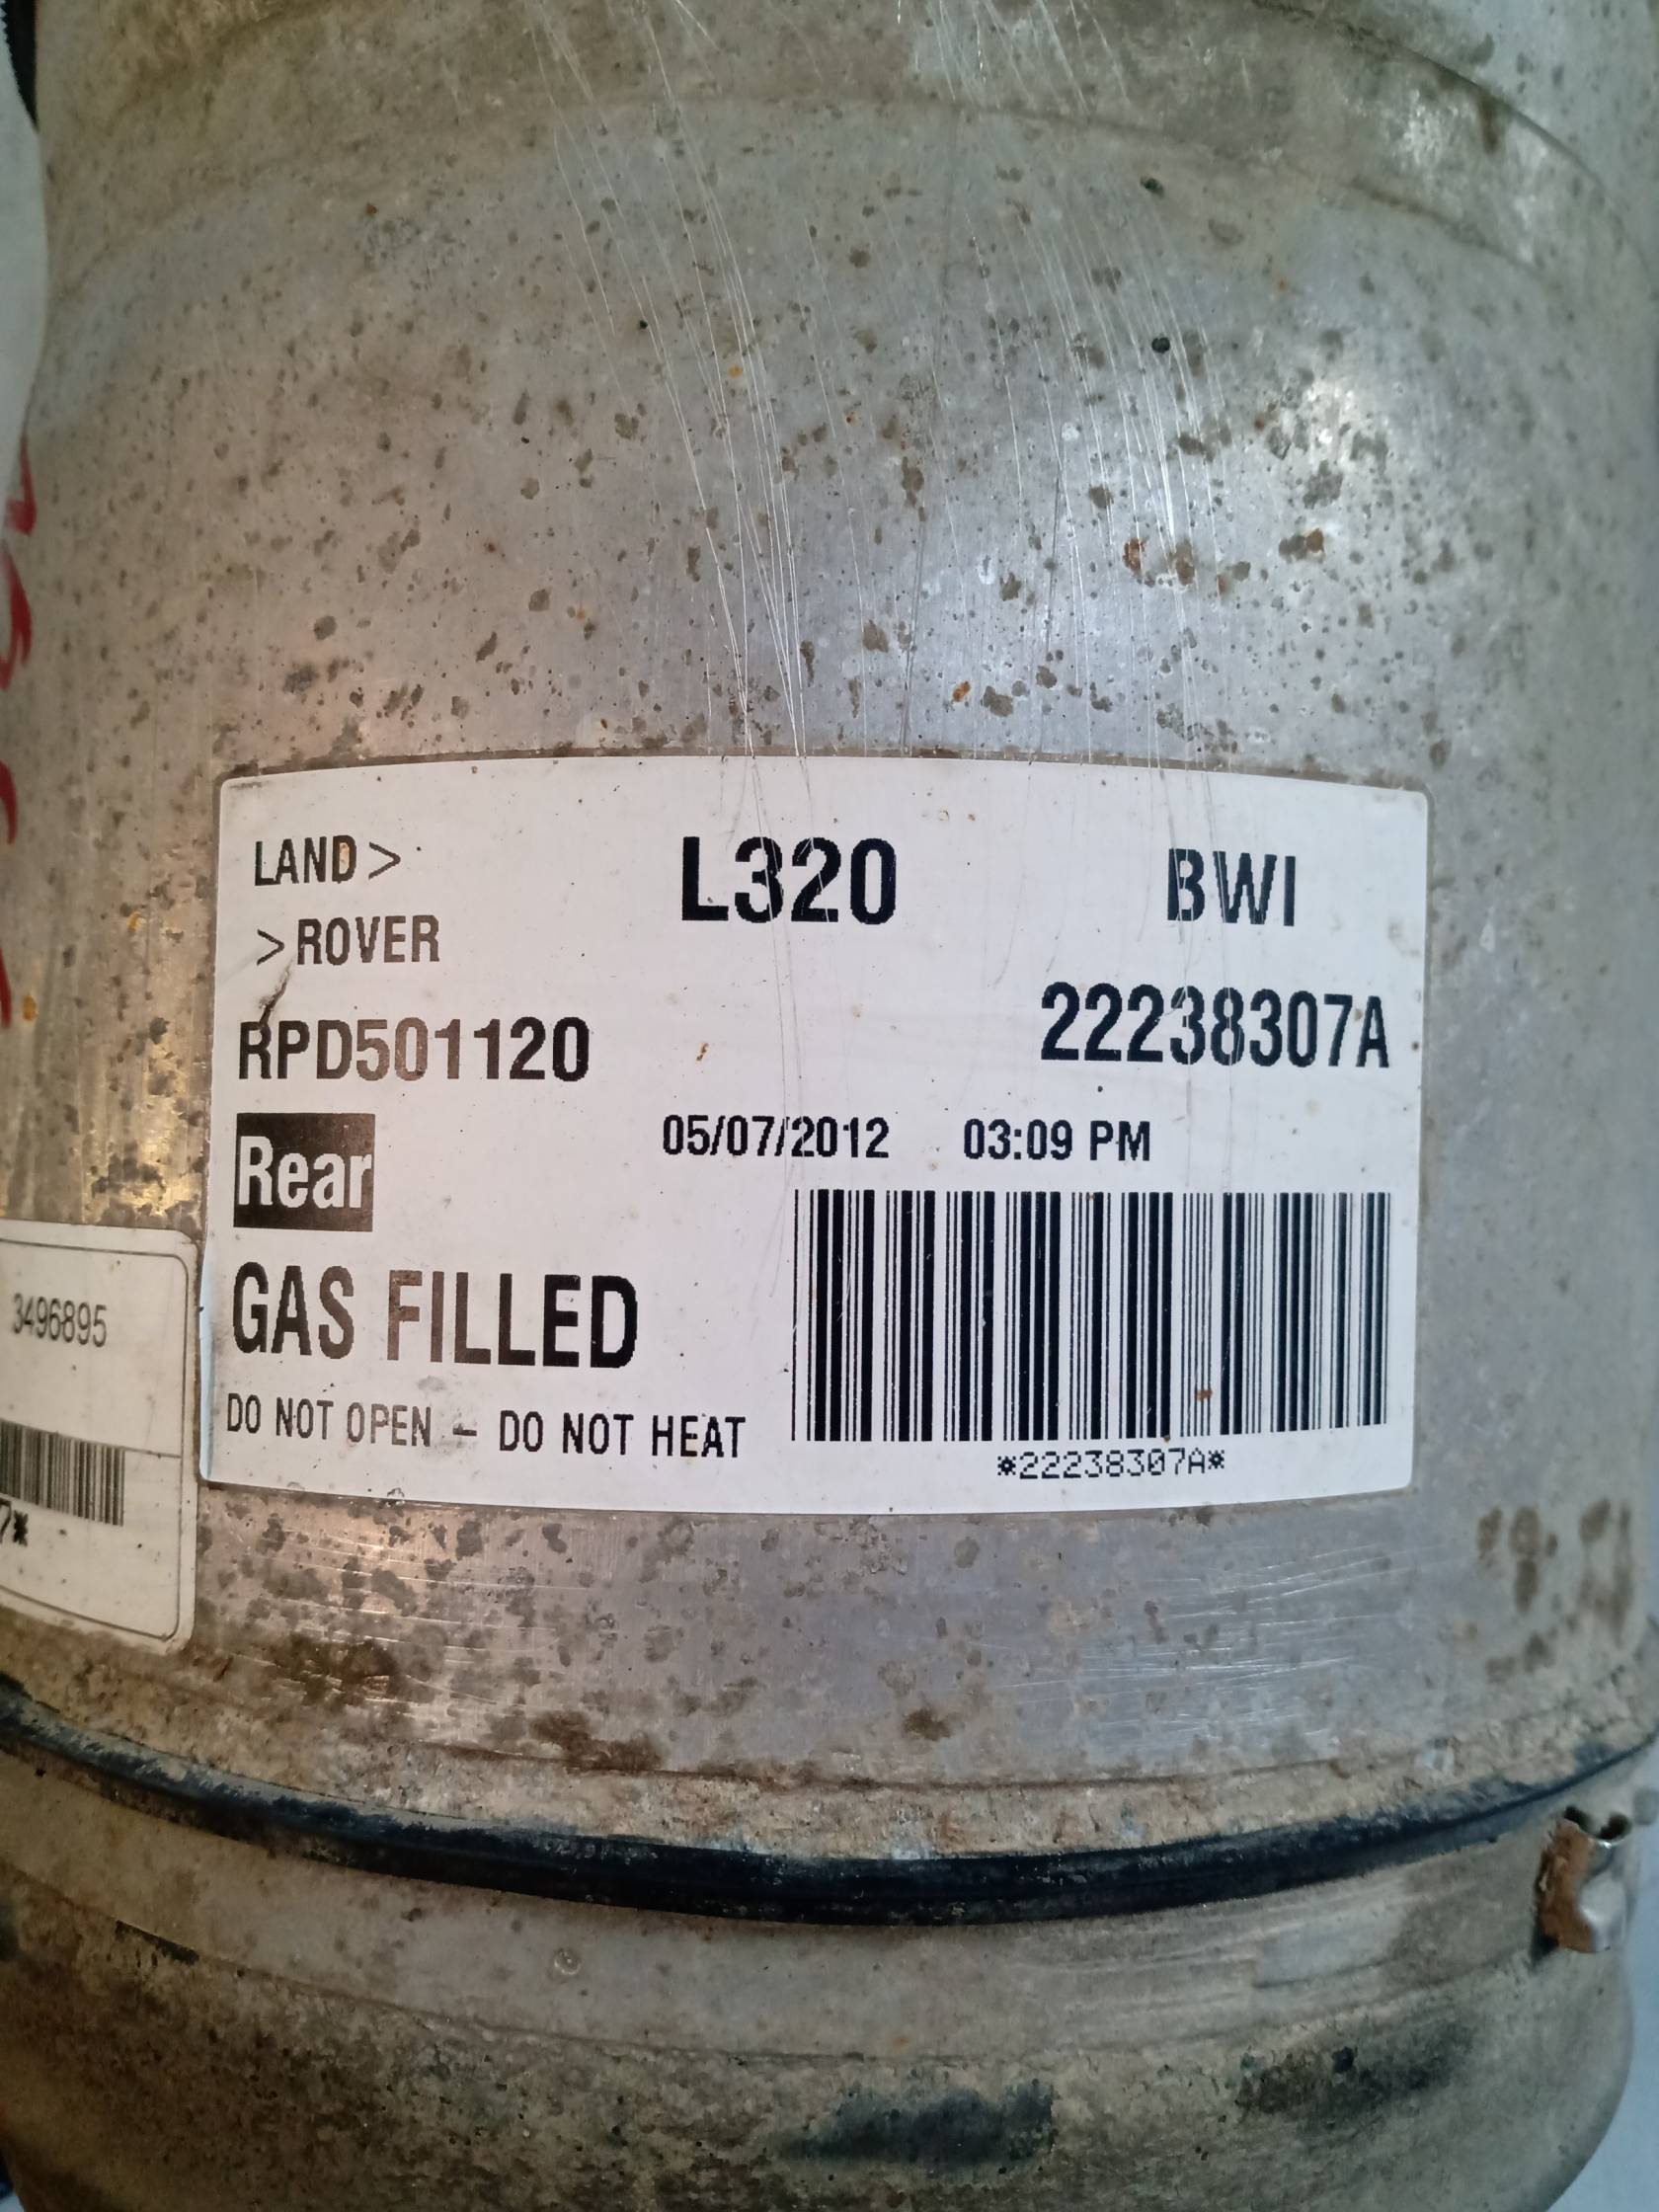 LAND > L320 BWI
> ROVER
RPD501120 22238307A
Rear 05/07/2012 03:09 PM
GAS FILLED
DO NOT OPEN - DO NOT HEAT
*22238307A*
3496895
7*